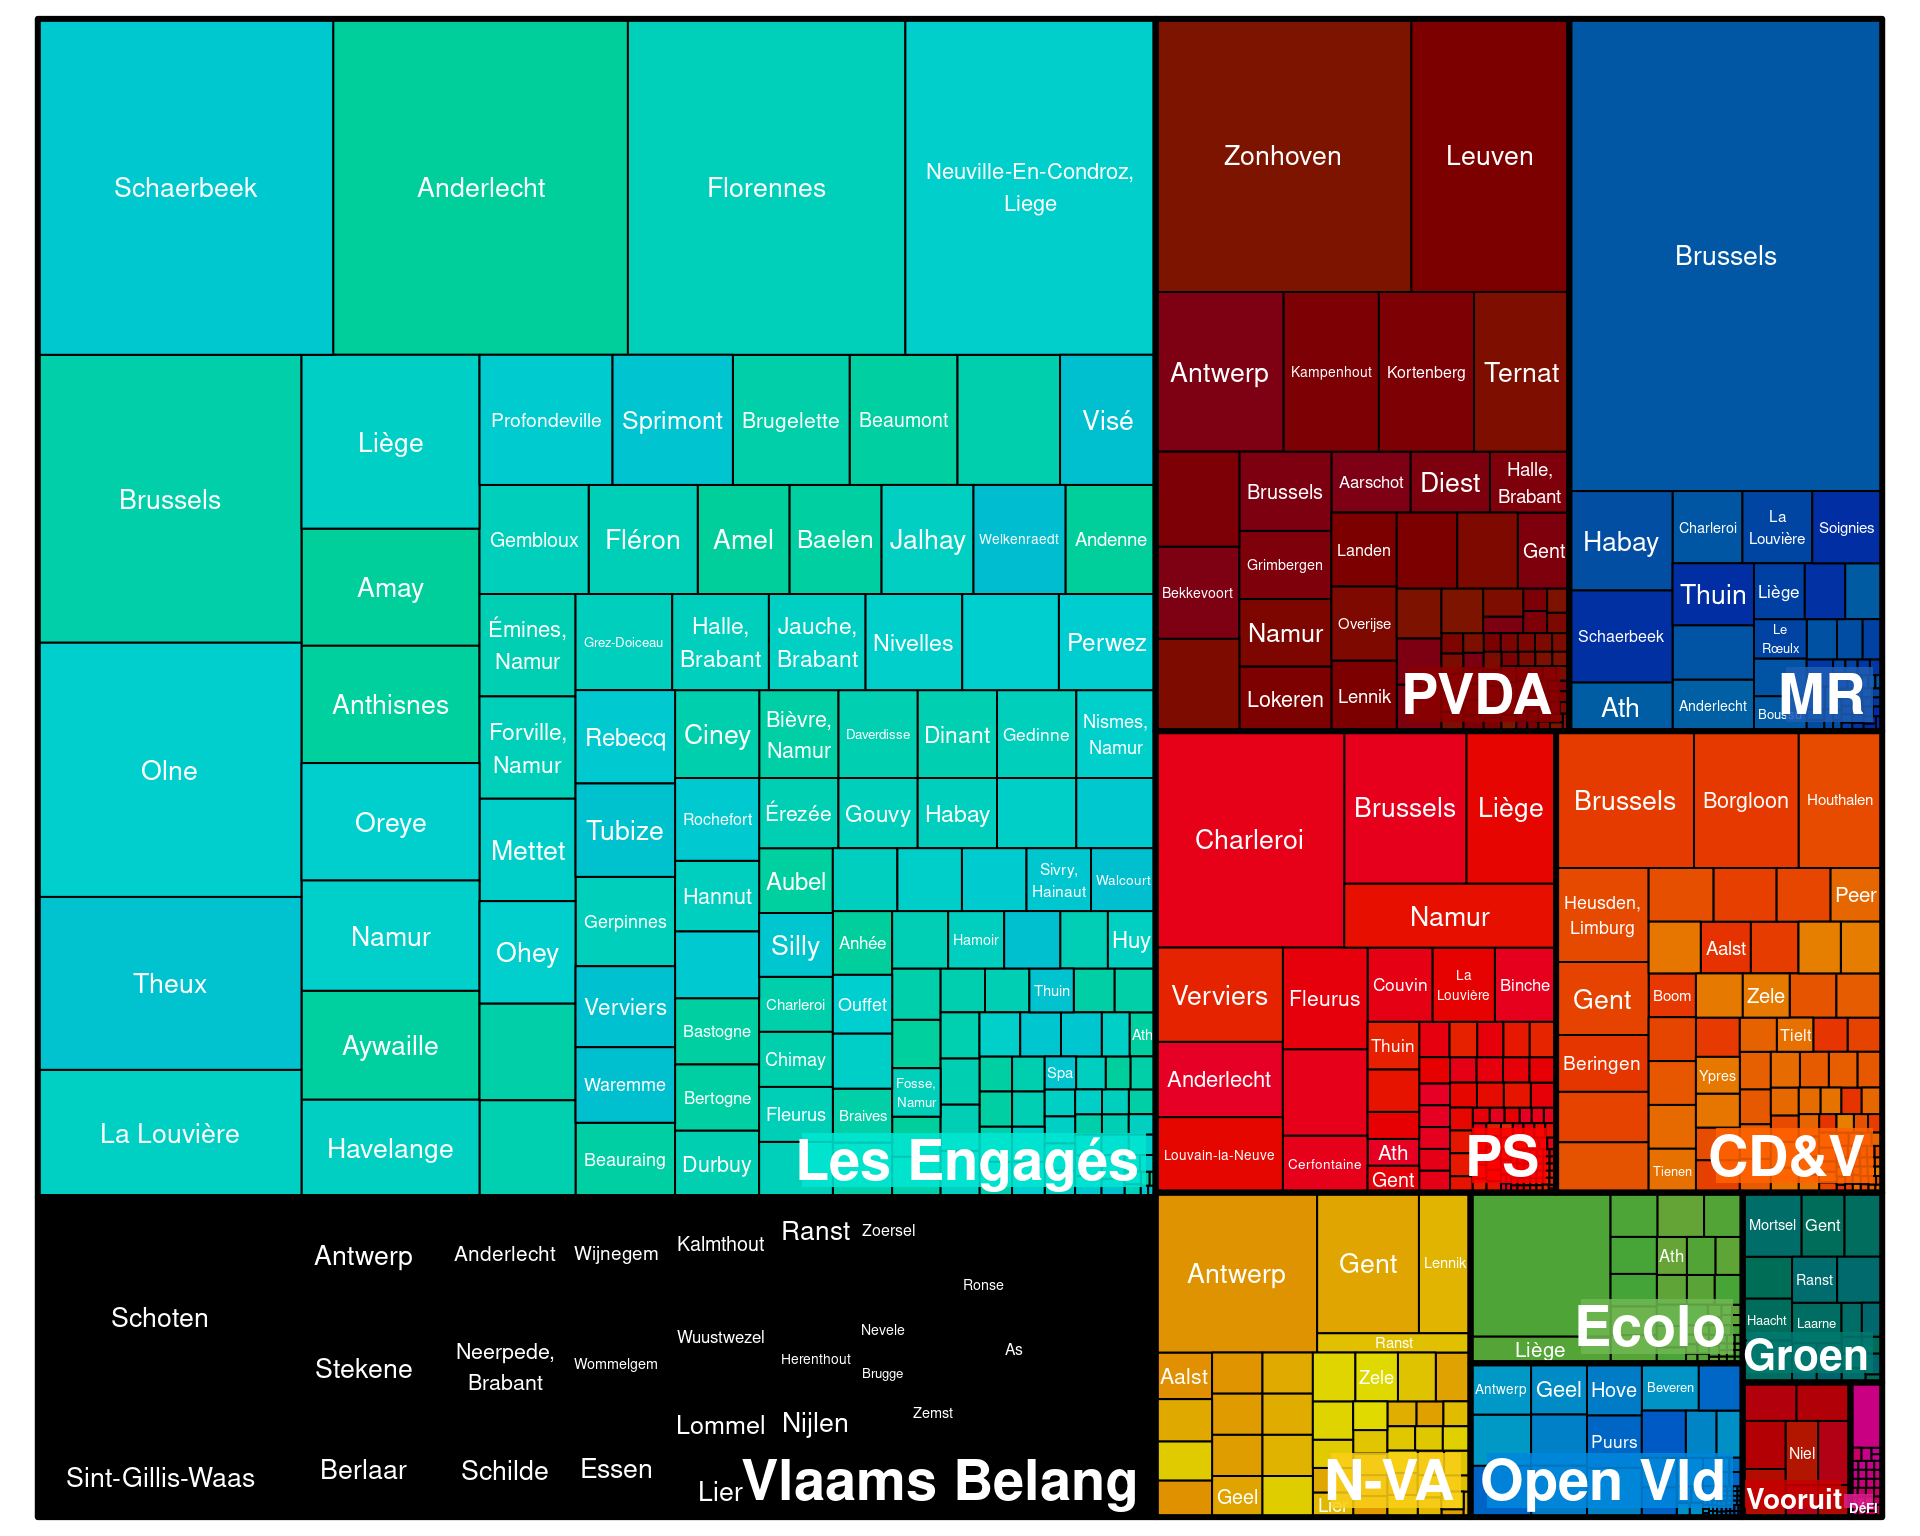 Schaerbeek
Anderlecht
Florennes
Neuville-En-Condroz,
Liege
Brussels
Olne
Theux
La Louvière
Liège
Amay
Anthisnes
Oreye
Namur
Aywaille
Havelange
Profondeville
Sprimont
Brugelette
Beaumont
Visé
Gembloux
Fléron
Amel
Baelen
Jalhay
Welkenraedt
Andenne
Émines,
Namur
Forville,
Namur
Mettet
Ohey
Grez-Doiceau
Halle,
Brabant
Jauche,
Brabant
Nivelles
Perwez
Rebecq
Tubize
Gerpinnes
Verviers
Waremme
Beauraing
Ciney
Bièvre,
Namur
Daverdisse
Dinant
Gedinne
Nismes,
Namur
Rochefort
Hannut
Bastogne
Bertogne
Durbuy
Érezée
Gouvy
Habay
Aubel
Silly
Charleroi
Chimay
Fleurus
Sivry,
Hainaut
Walcourt
Anhée
Ouffet
Braives
Hamoir
Huy
Fosse,
Namur
Thuin
Ath
Spa
Les Engagés
Zonhoven
Leuven
Antwerp
Kampenhout
Kortenberg
Ternat
Bekkevoort
Brussels
Grimbergen
Namur
Lokeren
Aarschot
Diest
Halle,
Brabant
Landen
Overijse
Lennik
Gent
PVDA
Brussels
Habay
Schaerbeek
Ath
Charleroi
La
Louvière
Soignies
Thuin
Anderlecht
Liège
Le
Rœulx
MR
Charleroi
Brussels
Liège
Namur
Verviers
Anderlecht
Louvain-la-Neuve
Fleurus
Cerfontaine
Couvin
La
Louvière
Binche
Thuin
Ath
Gent
PS
Brussels
Borgloon
Houthalen
Heusden,
Limburg
Gent
Beringen
Peer
Aalst
Boom
Zele
Tielt
Ypres
Tienen
CD&V
Schoten
Sint-Gillis-Waas
Antwerp
Stekene
Berlaar
Anderlecht
Neerpede,
Brabant
Schilde
Wijnegem
Wommelgem
Essen
Kalmthout
Wuustwezel
Lommel
Lier
Ranst
Herenthout
Nijlen
Zoersel
Nevele
Brugge
Ronse
As
Zemst
Vlaams Belang
Antwerp
Gent
Lennik
Ranst
Aalst
Geel
Zele
Lier
N-VA
Liège
Ath
Ecolo
Mortsel
Gent
Ranst
Haacht
Laarne
Groen
Antwerp
Geel
Hove
Beveren
Puurs
Open Vld
Niel
Vooruit
DéFI